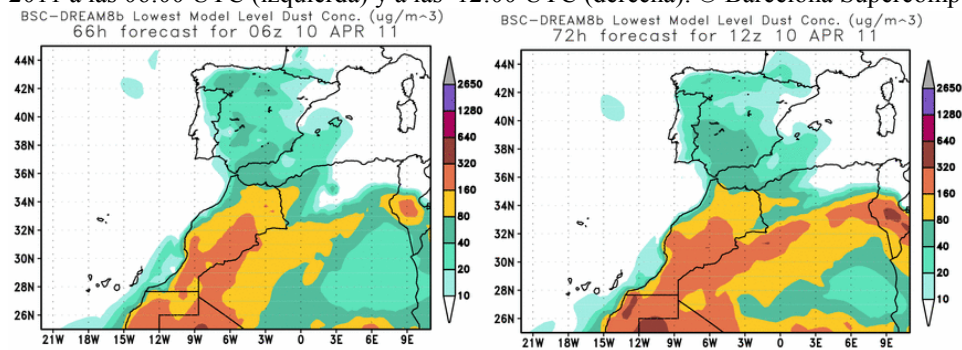 2011 a las 06:00 UTC (izquierda) y a las 12:00 UTC (derecha). © Barcelona Supercomp
BSC-DREAM8b Lowest Model Level Dust Conc. (ug/m^3)
66h forecast for 06z 10 APR 11
44N
42N
40N
38N
36N
34N
32N
30N
28N
26N
21W 18W 15W 12W 9W 6W 3W 0 3E 6E 9E
2650
1280
640
320
160
80
40
20
10
BSC-DREAM8b Lowest Model Level Dust Conc. (ug/m^3)
72h forecast for 12z 10 APR 11
44N
42N
40N
38N
36N
34N
32N
30N
28N
26N
21W 18W 15W 12W 9W 6W 3W 0 3E 6E 9E
2650
1280
640
320
160
80
40
20
10